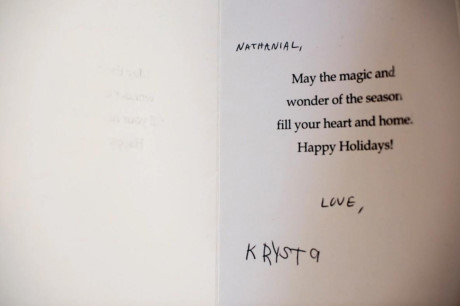 NATHANIAL,
May the magic and
wonder of the season
fill your heart and home.
Happy Holidays!
LOVE,
KRYSTa